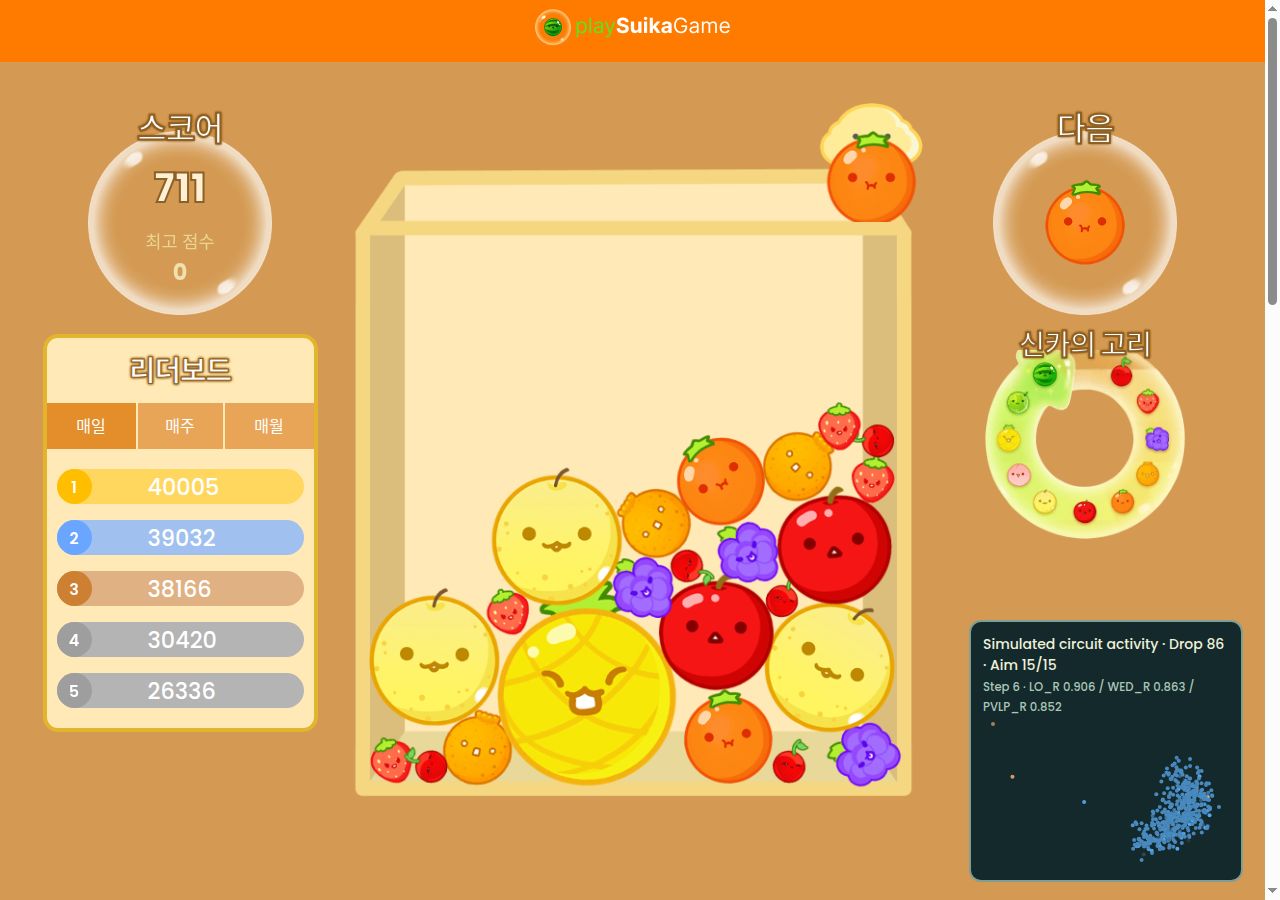 playSuikaGame
스코어
711
최고 점수
0
다음
신카의 고리
리더보드
매일
매주
매월
1 40005
2 39032
3 38166
4 30420
5 26336
Simulated circuit activity · Drop 86
· Aim 15/15
Step 6 · LO_R 0.906 / WED_R 0.863 /
PVLP_R 0.852